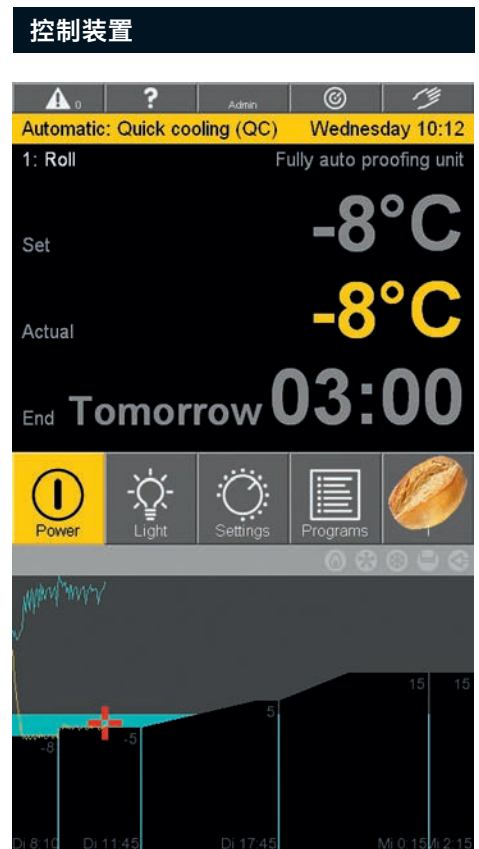 控制装置
0 ? Admin
Automatic: Quick cooling (QC) Wednesday 10:12
1: Roll Fully auto proofing unit
Set -8°C
Actual -8°C
End Tomorrow 03:00
Power Light Settings Programs 1
15 15
5
-5
-8
Di 8:10 Di 11:45 Di 17:45 Mi 0:15 Mi 2:15